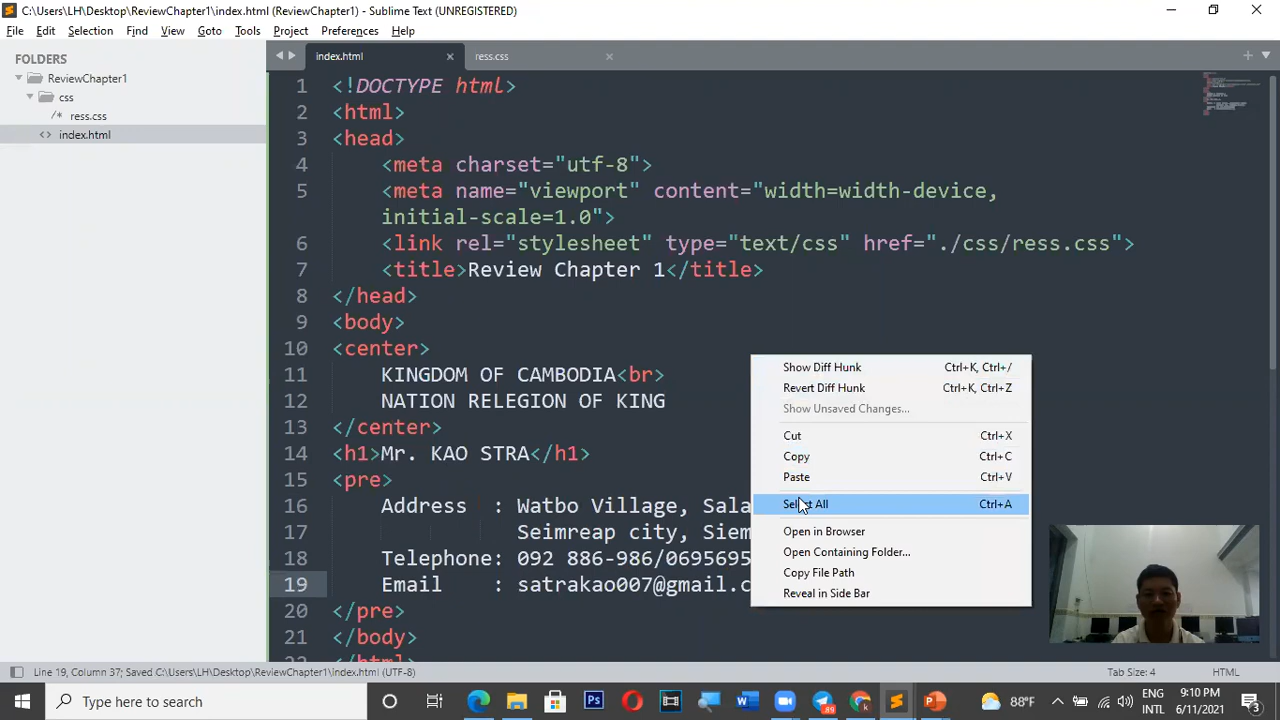 C:\Users\LH\Desktop\ReviewChapter1\index.html (ReviewChapter1) - Sublime Text (UNREGISTERED)
File Edit Selection Find View Goto Tools Project Preferences Help
FOLDERS
ReviewChapter1
css
/* ress.css
<> index.html
index.html × ress.css ×
1 <!DOCTYPE html>
2 <html>
3 <head>
4 <meta charset="utf-8">
5 <meta name="viewport" content="width=width-device,
initial-scale=1.0">
6 <link rel="stylesheet" type="text/css" href="./css/ress.css">
7 <title>Review Chapter 1</title>
8 </head>
9 <body>
10 <center>
11 KINGDOM OF CAMBODIA<br>
12 NATION RELEGION OF KING
13 </center>
14 <h1>Mr. KAO STRA</h1>
15 <pre>
16 Address : Watbo Village, Sala
17 Seimreap city, Siem
18 Telephone: 092 886-986/0695695
19 Email : satrakao007@gmail.c
20 </pre>
21 </body>
22 </html>
Show Diff Hunk Ctrl+K, Ctrl+/
Revert Diff Hunk Ctrl+K, Ctrl+Z
Show Unsaved Changes...
Cut Ctrl+X
Copy Ctrl+C
Paste Ctrl+V
Select All Ctrl+A
Open in Browser
Open Containing Folder...
Copy File Path
Reveal in Side Bar
Line 19, Column 37; Saved C:\Users\LH\Desktop\ReviewChapter1\index.html (UTF-8)
Tab Size: 4 HTML
Type here to search
Ps
89
88°F
ENG
INTL
9:10 PM
6/11/2021
3